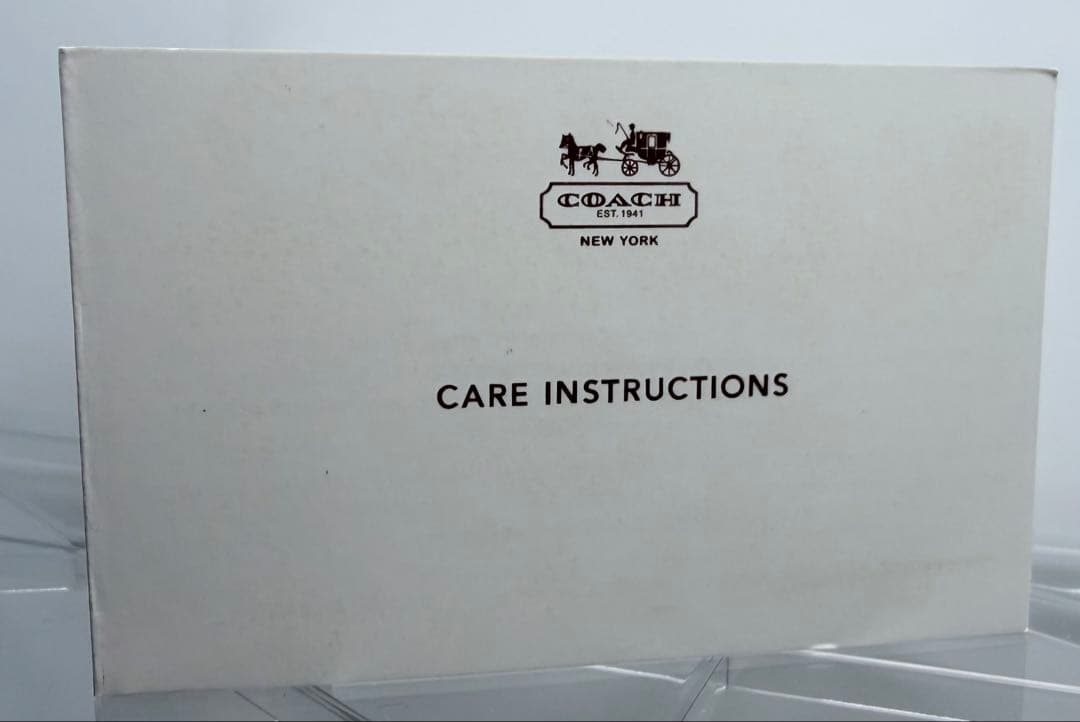 COACH
EST. 1941
NEW YORK
CARE INSTRUCTIONS